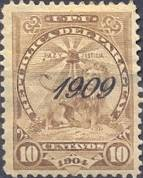 REPUBLICA DEL PARAGUAY
PAZ Y JUSTICIA
1909
10 CENTAVOS 10
1904